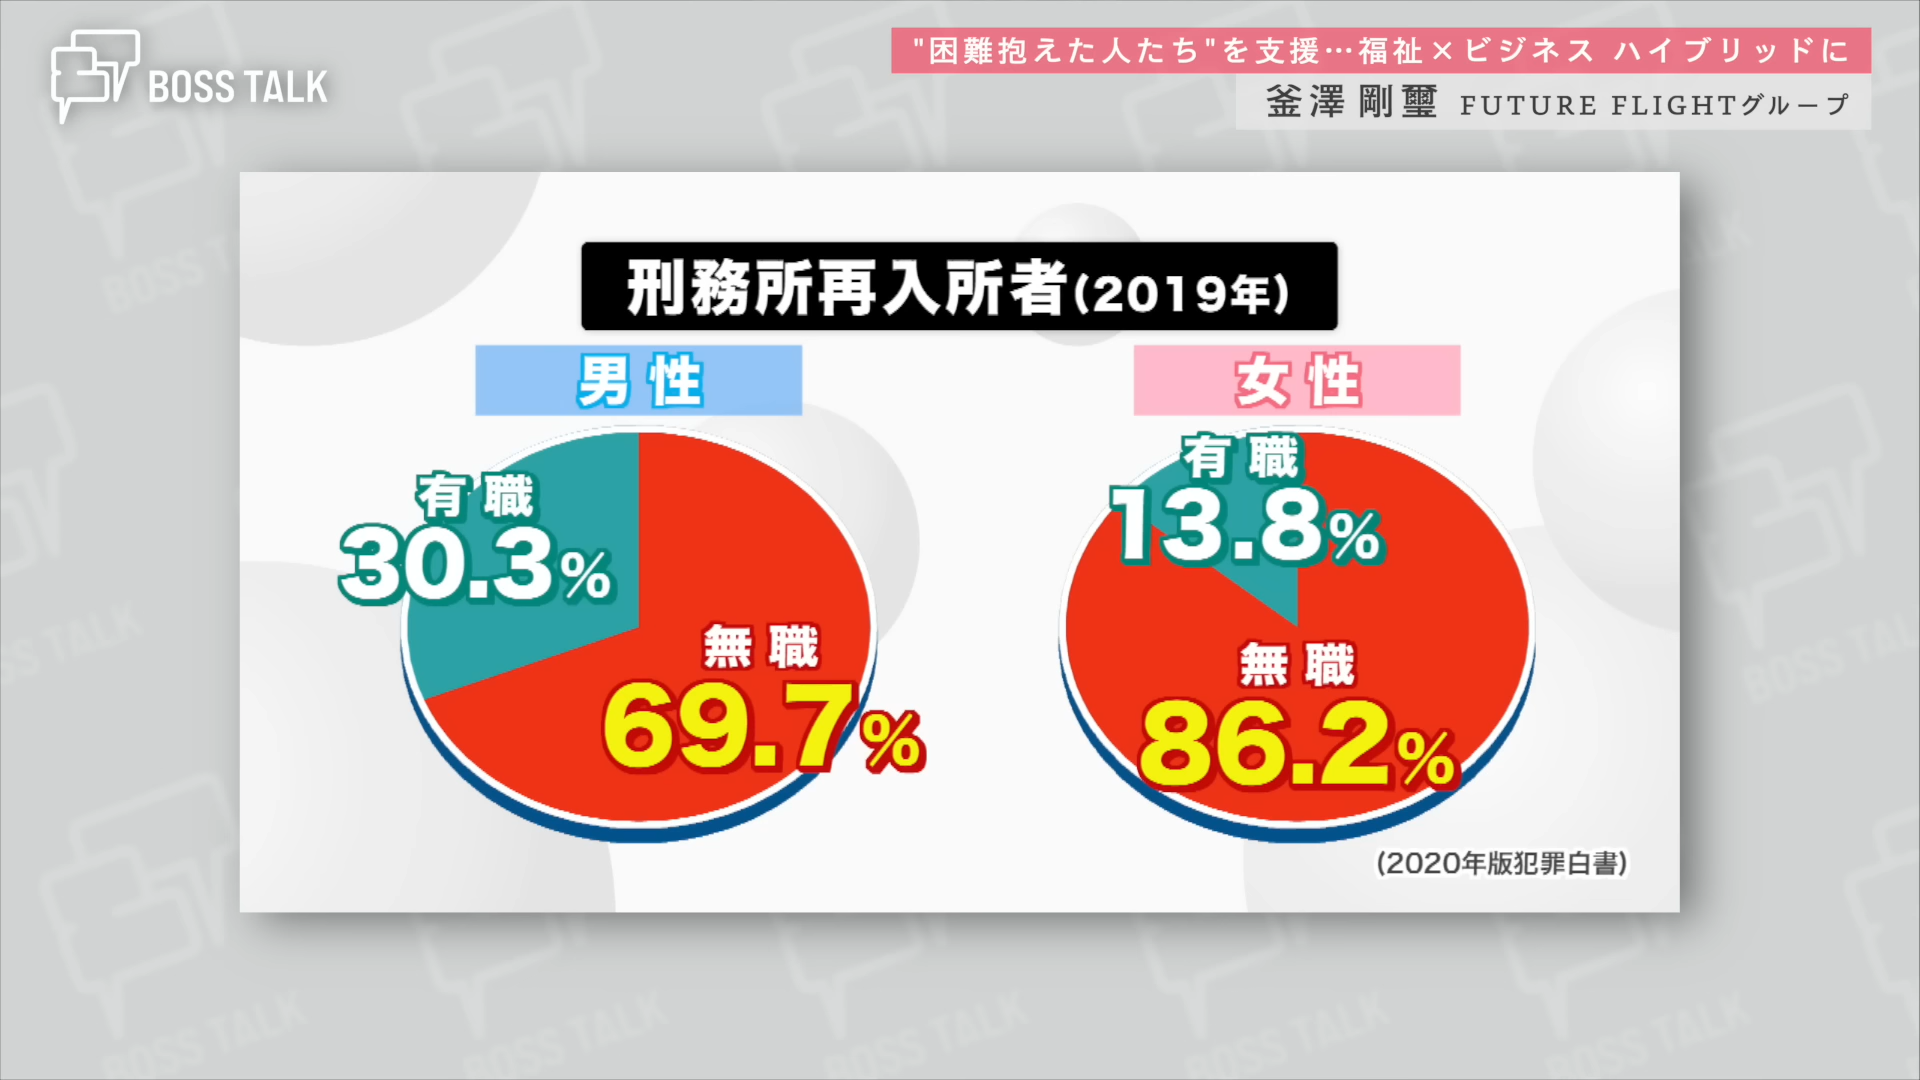 BOSS TALK
"困難抱えた人たち"を支援…福祉×ビジネス ハイブリッドに
釜澤 剛璽 FUTURE FLIGHTグループ
刑務所再入所者(2019年)
男性
女性
有職
30.3%
無職
69.7%
有職
13.8%
無職
86.2%
(2020年版犯罪白書)